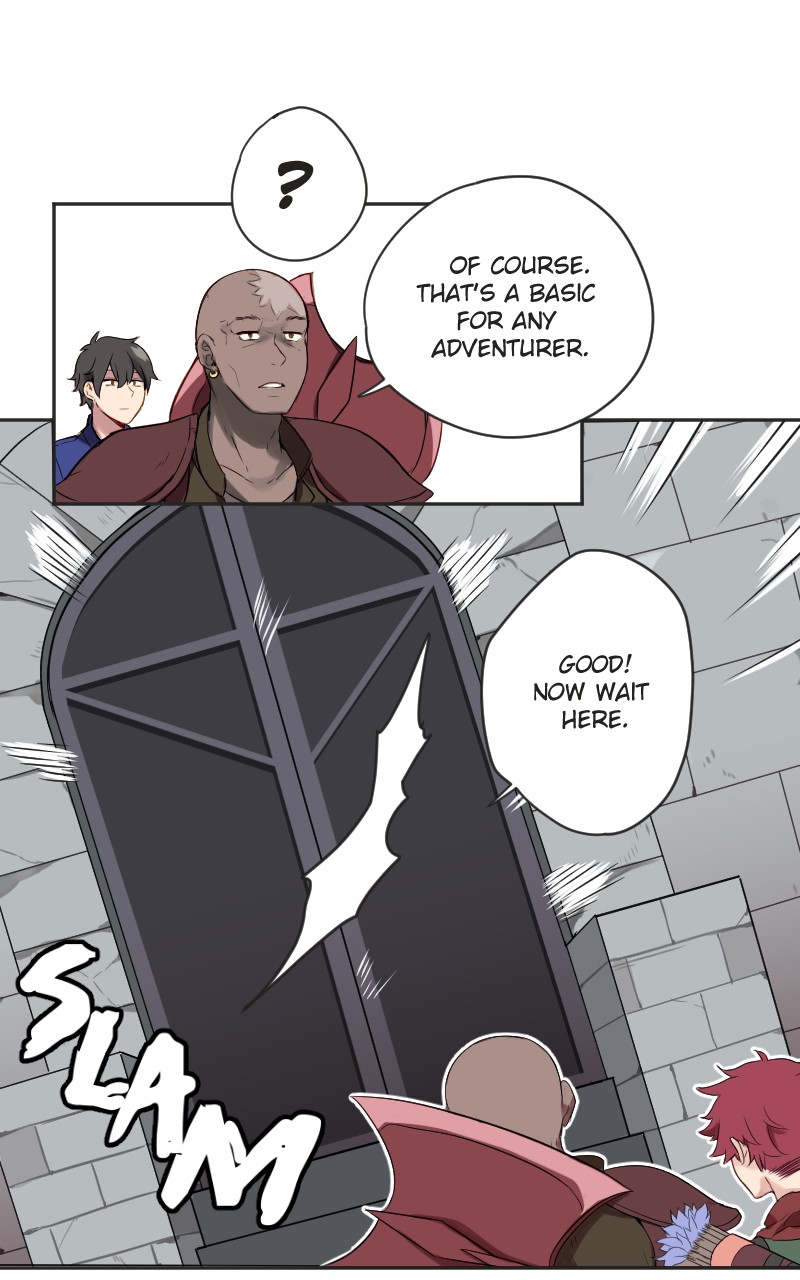 ?
OF COURSE.
THAT'S A BASIC
FOR ANY
ADVENTURER.
GOOD!
NOW WAIT
HERE.
SLAM